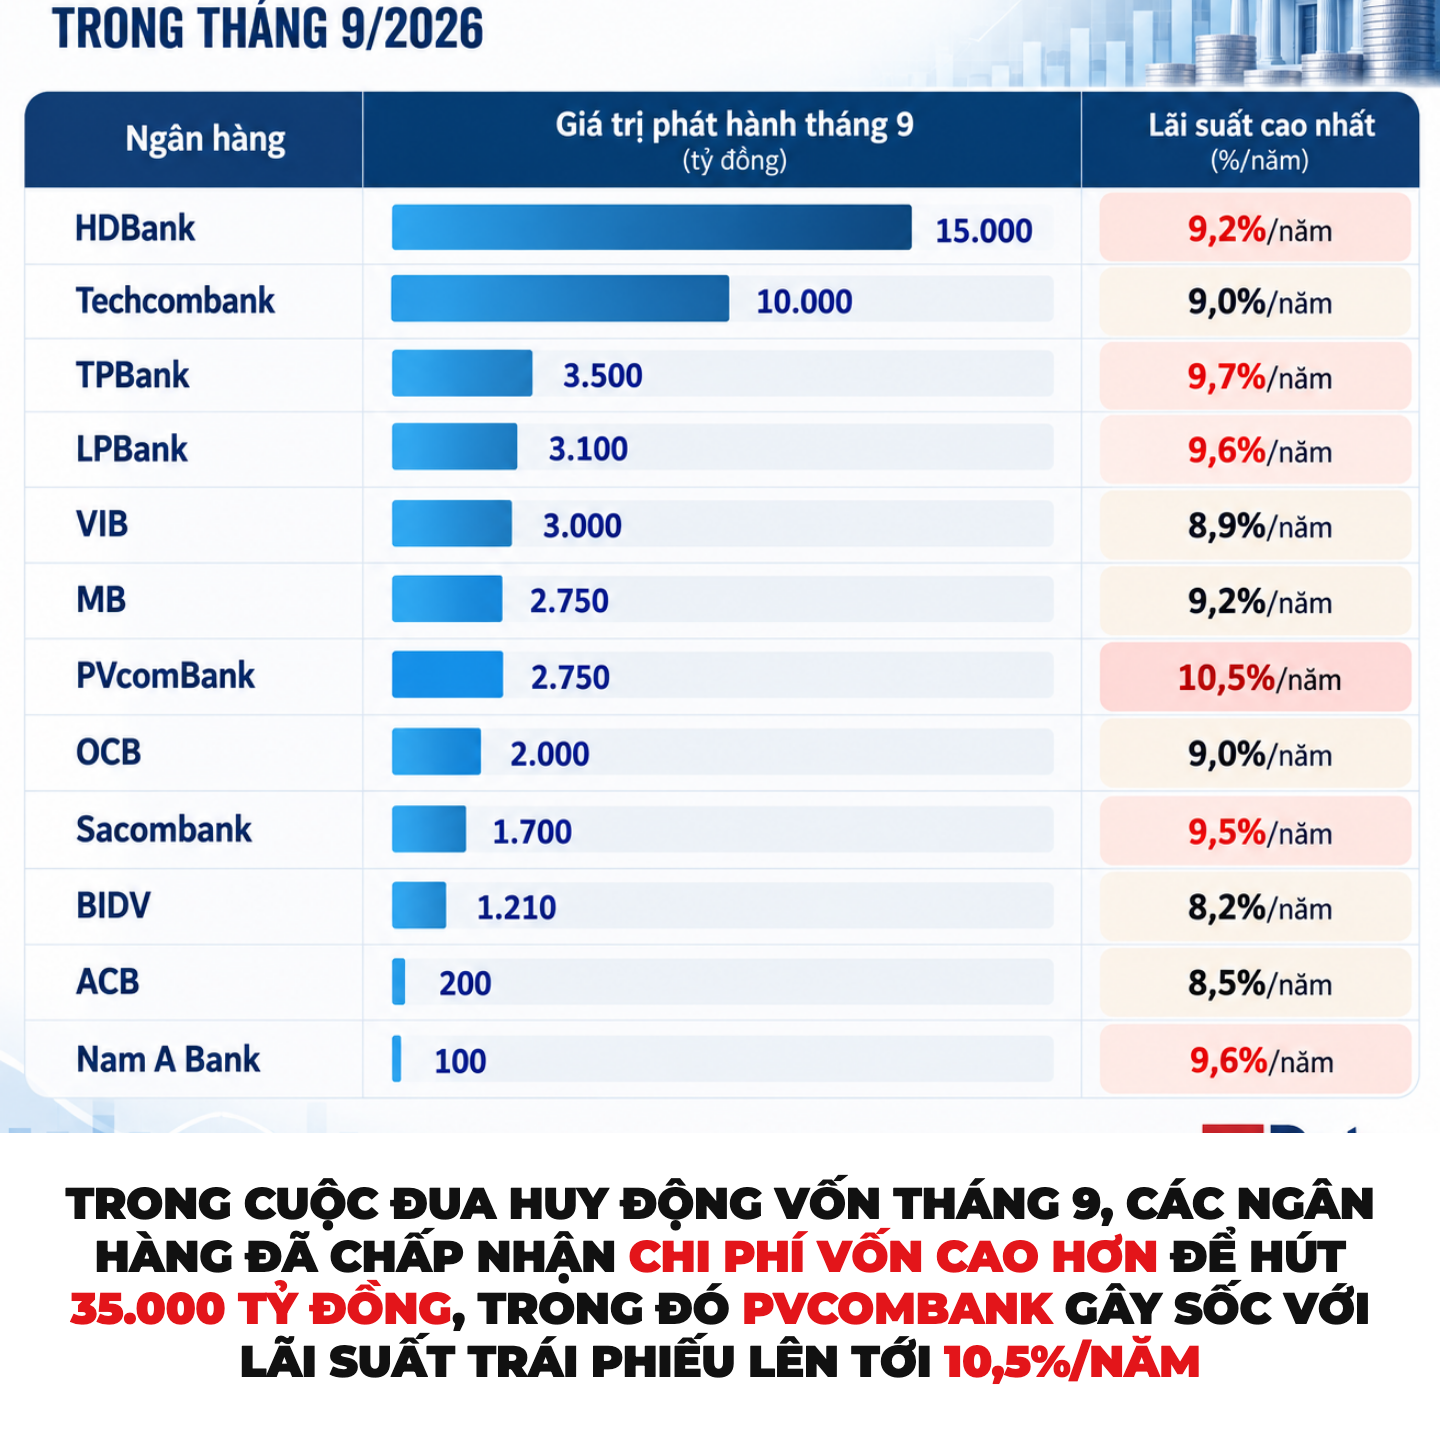 TRONG THÁNG 9/2026
Ngân hàng
Giá trị phát hành tháng 9
(tỷ đồng)
Lãi suất cao nhất
(%/năm)
HDBank 15.000 9,2%/năm
Techcombank 10.000 9,0%/năm
TPBank 3.500 9,7%/năm
LPBank 3.100 9,6%/năm
VIB 3.000 8,9%/năm
MB 2.750 9,2%/năm
PVcomBank 2.750 10,5%/năm
OCB 2.000 9,0%/năm
Sacombank 1.700 9,5%/năm
BIDV 1.210 8,2%/năm
ACB 200 8,5%/năm
Nam A Bank 100 9,6%/năm
TRONG CUỘC ĐUA HUY ĐỘNG VỐN THÁNG 9, CÁC NGÂN
HÀNG ĐÃ CHẤP NHẬN CHI PHÍ VỐN CAO HƠN ĐỂ HÚT
35.000 TỶ ĐỒNG, TRONG ĐÓ PVCOMBANK GÂY SỐC VỚI
LÃI SUẤT TRÁI PHIẾU LÊN TỚI 10,5%/NĂM